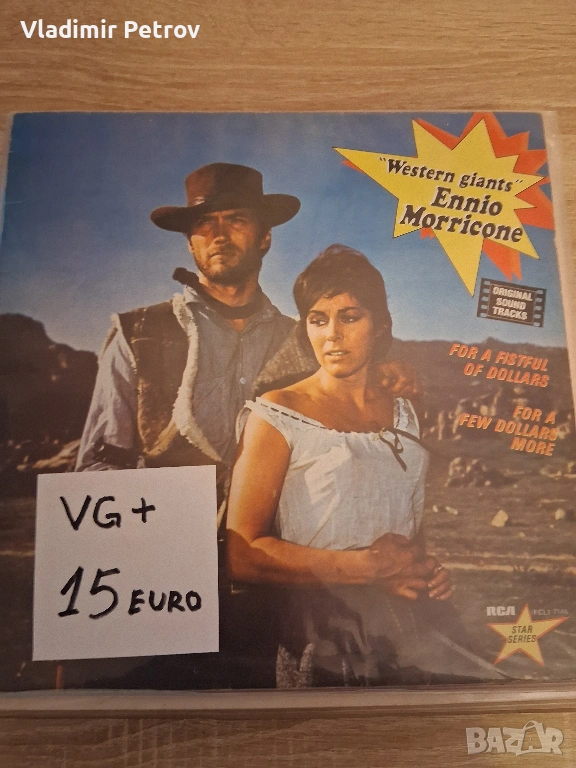 Vladimir Petrov
"Western giants"
Ennio
Morricone
ORIGINAL
SOUND
TRACKS
FOR A FISTFUL
OF DOLLARS
FOR A
FEW DOLLARS
MORE
VG+
15 EURO
RCA
STAR
SERIES
BAZAR